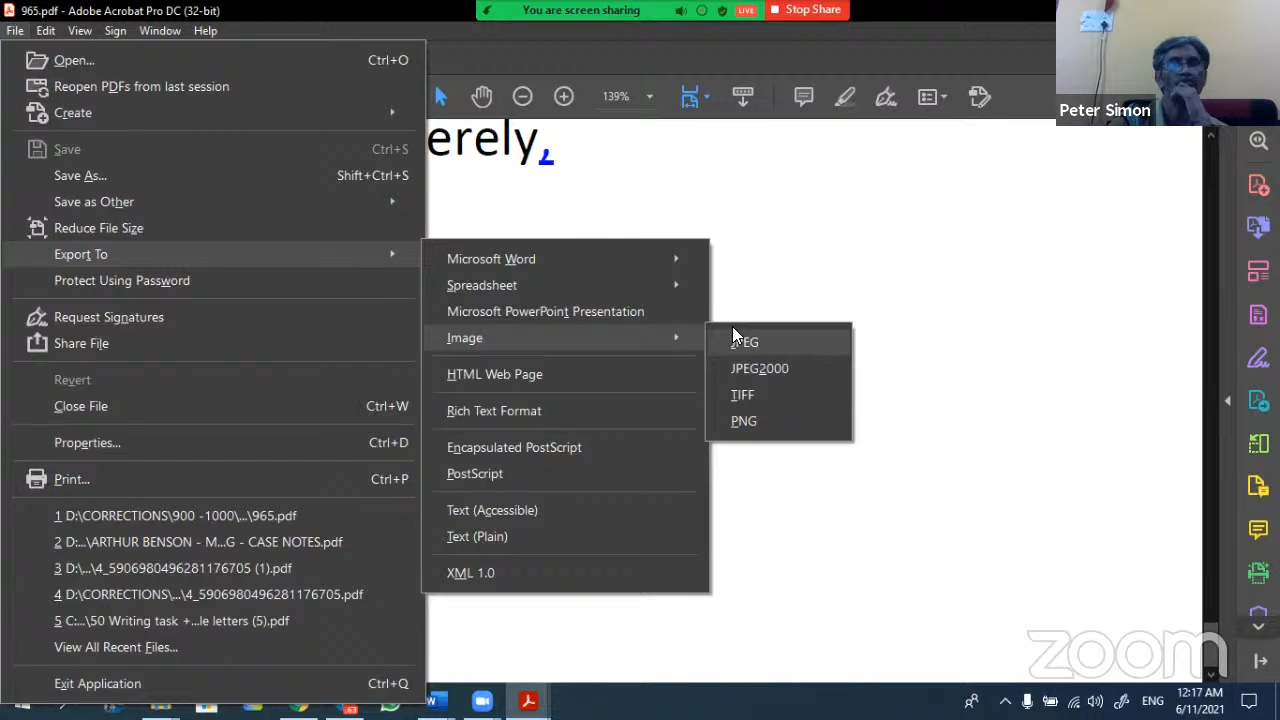 965.pdf - Adobe Acrobat Pro DC (32-bit)
You are screen sharing
LIVE
Stop Share
File Edit View Sign Window Help
Peter Simon
Open... Ctrl+O
Reopen PDFs from last session
Create
139%
Save Ctrl+S
Save As... Shift+Ctrl+S
Save as Other
Reduce File Size
Export To
Protect Using Password
Request Signatures
Share File
Revert
Close File Ctrl+W
Properties... Ctrl+D
Print... Ctrl+P
1 D:\CORRECTIONS\900 -1000\...\965.pdf
2 D:...\ARTHUR BENSON - M...G - CASE NOTES.pdf
3 D:...\4_5906980496281176705 (1).pdf
4 D:\CORRECTIONS\...\4_5906980496281176705.pdf
5 C:...\50 Writing task +...le letters (5).pdf
View All Recent Files...
Exit Application Ctrl+Q
erely,
Microsoft Word
Spreadsheet
Microsoft PowerPoint Presentation
Image
HTML Web Page
Rich Text Format
Encapsulated PostScript
PostScript
Text (Accessible)
Text (Plain)
XML 1.0
JPEG
JPEG2000
TIFF
PNG
zoom
ENG
12:17 AM
6/11/2021